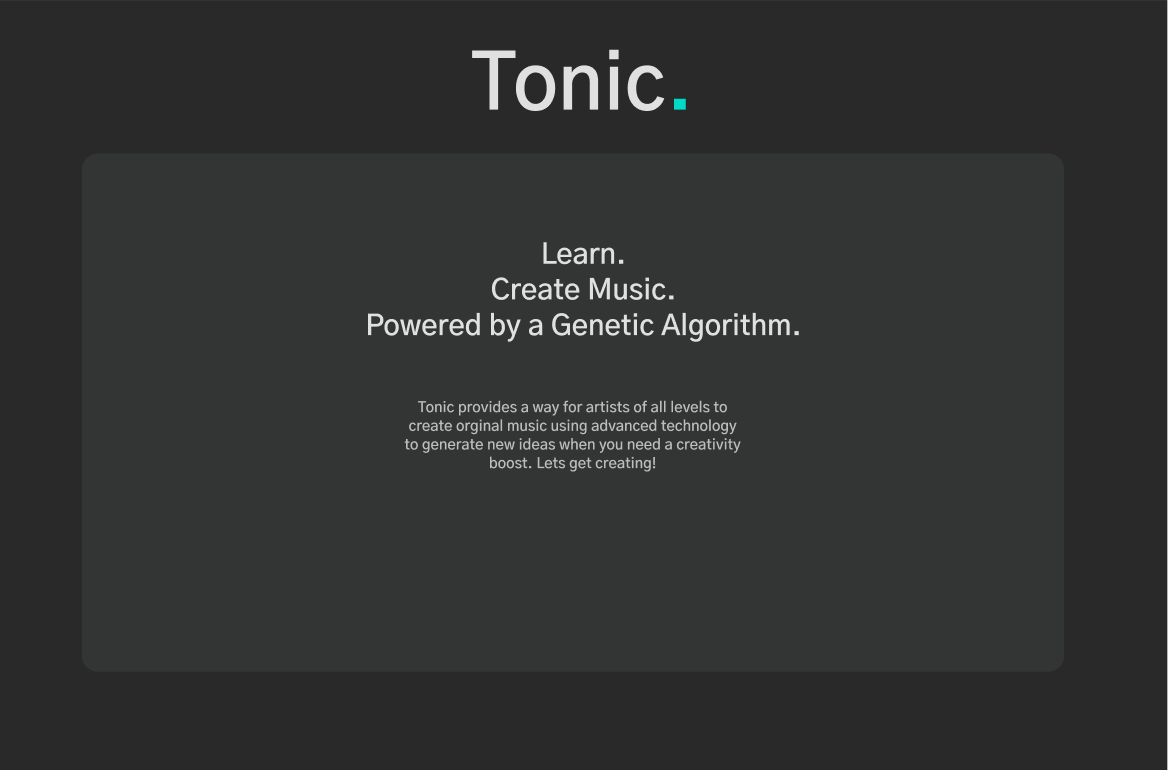 Tonic.
Learn.
Create Music.
Powered by a Genetic Algorithm.
Tonic provides a way for artists of all levels to
create orginal music using advanced technology
to generate new ideas when you need a creativity
boost. Lets get creating!